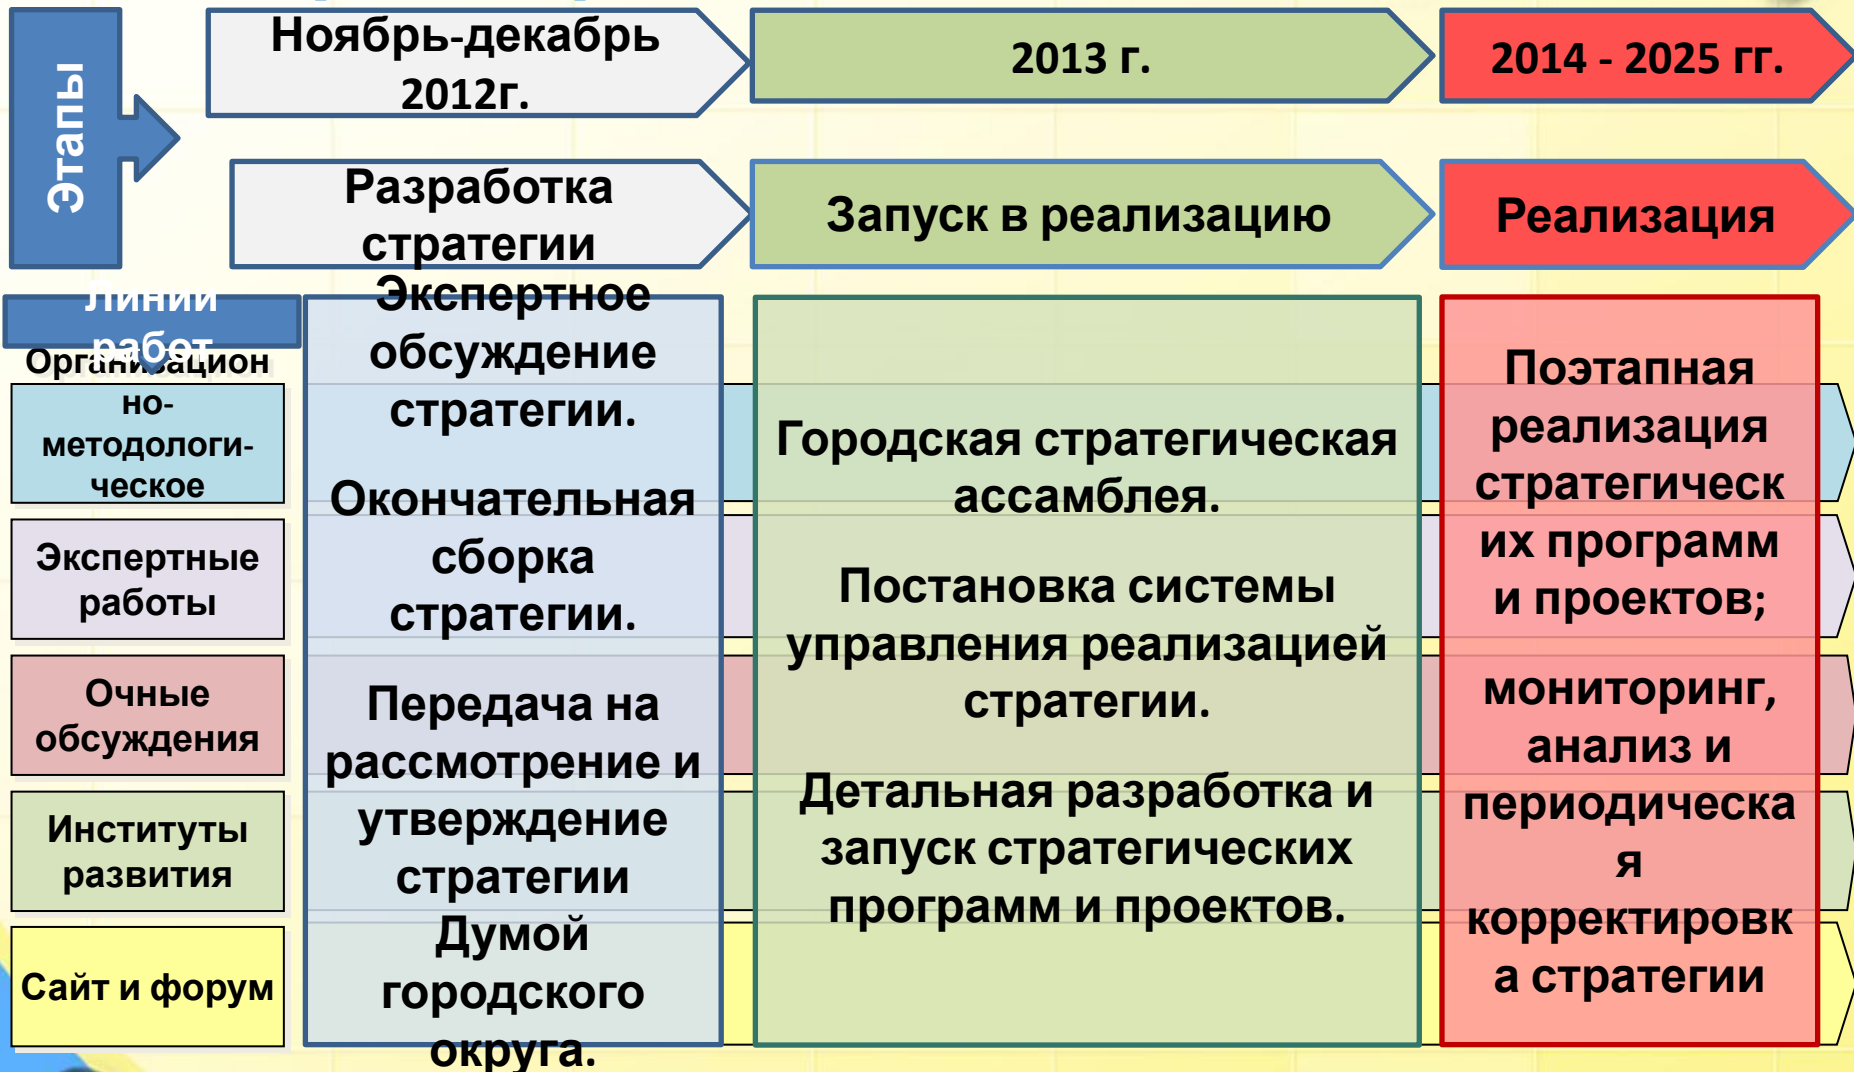 Этапы
Ноябрь-декабрь
2012г.
2013 г.
2014 - 2025 гг.
Разработка
стратегии
Запуск в реализацию
Реализация
Линии
работ
Организацион
но-
методологи-
ческое
Экспертные
работы
Очные
обсуждения
Институты
развития
Сайт и форум
Экспертное
обсуждение
стратегии.
Окончательная
сборка
стратегии.
Передача на
рассмотрение и
утверждение
стратегии
Думой
городского
округа.
Городская стратегическая
ассамблея.
Постановка системы
управления реализацией
стратегии.
Детальная разработка и
запуск стратегических
программ и проектов.
Поэтапная
реализация
стратегическ
их программ
и проектов;
мониторинг,
анализ и
периодическа
я
корректировк
а стратегии